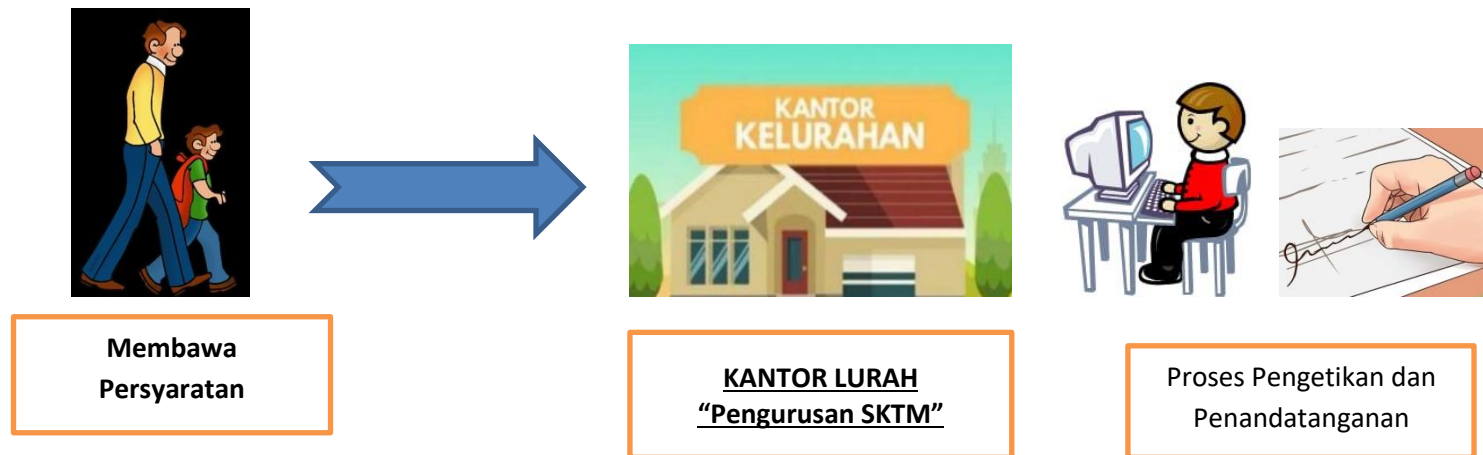 KANTOR
KELURAHAN
Membawa
Persyaratan
KANTOR LURAH
“Pengurusan SKTM”
Proses Pengetikan dan
Penandatanganan